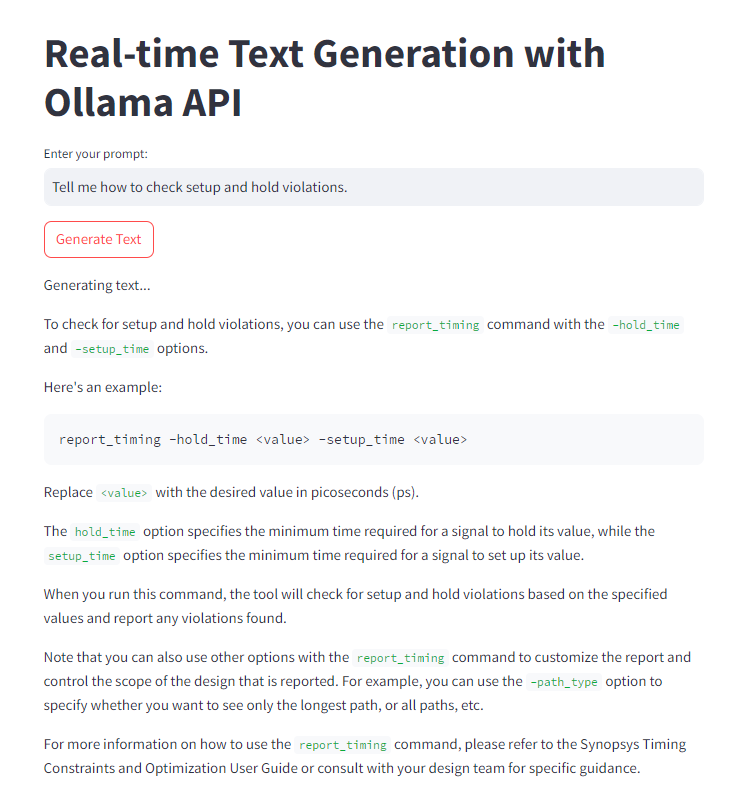 Real-time Text Generation with
Ollama API
Enter your prompt:
Tell me how to check setup and hold violations.
Generate Text
Generating text...
To check for setup and hold violations, you can use the report_timing command with the -hold_time
and -setup_time options.
Here's an example:
report_timing -hold_time <value> -setup_time <value>
Replace <value> with the desired value in picoseconds (ps).
The hold_time option specifies the minimum time required for a signal to hold its value, while the
setup_time option specifies the minimum time required for a signal to set up its value.
When you run this command, the tool will check for setup and hold violations based on the specified
values and report any violations found.
Note that you can also use other options with the report_timing command to customize the report and
control the scope of the design that is reported. For example, you can use the -path_type option to
specify whether you want to see only the longest path, or all paths, etc.
For more information on how to use the report_timing command, please refer to the Synopsys Timing
Constraints and Optimization User Guide or consult with your design team for specific guidance.